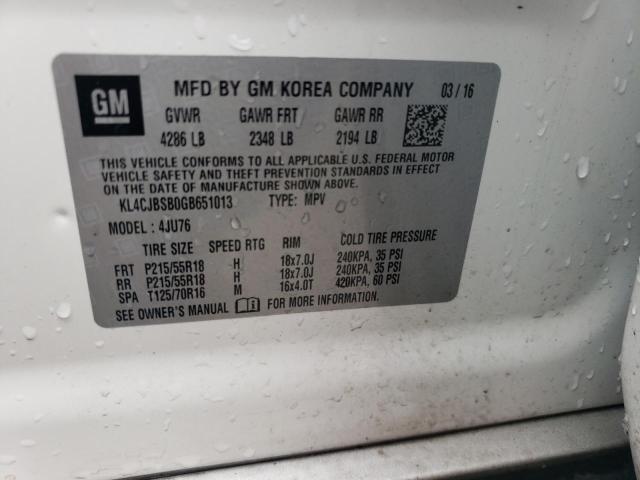 GM
MFD BY GM KOREA COMPANY 03/16
GVWR GAWR FRT GAWR RR
4286 LB 2348 LB 2194 LB
THIS VEHICLE CONFORMS TO ALL APPLICABLE U.S. FEDERAL MOTOR
VEHICLE SAFETY AND THEFT PREVENTION STANDARDS IN EFFECT
ON THE DATE OF MANUFACTURE SHOWN ABOVE.
KL4CJBSB0GB651013 TYPE: MPV
MODEL: 4JU76
TIRE SIZE SPEED RTG RIM COLD TIRE PRESSURE
FRT P215/55R18 H 18x7.0J 240KPA, 35 PSI
RR P215/55R18 H 18x7.0J 240KPA, 35 PSI
SPA T125/70R16 M 16x4.0T 420KPA, 60 PSI
SEE OWNER'S MANUAL FOR MORE INFORMATION.